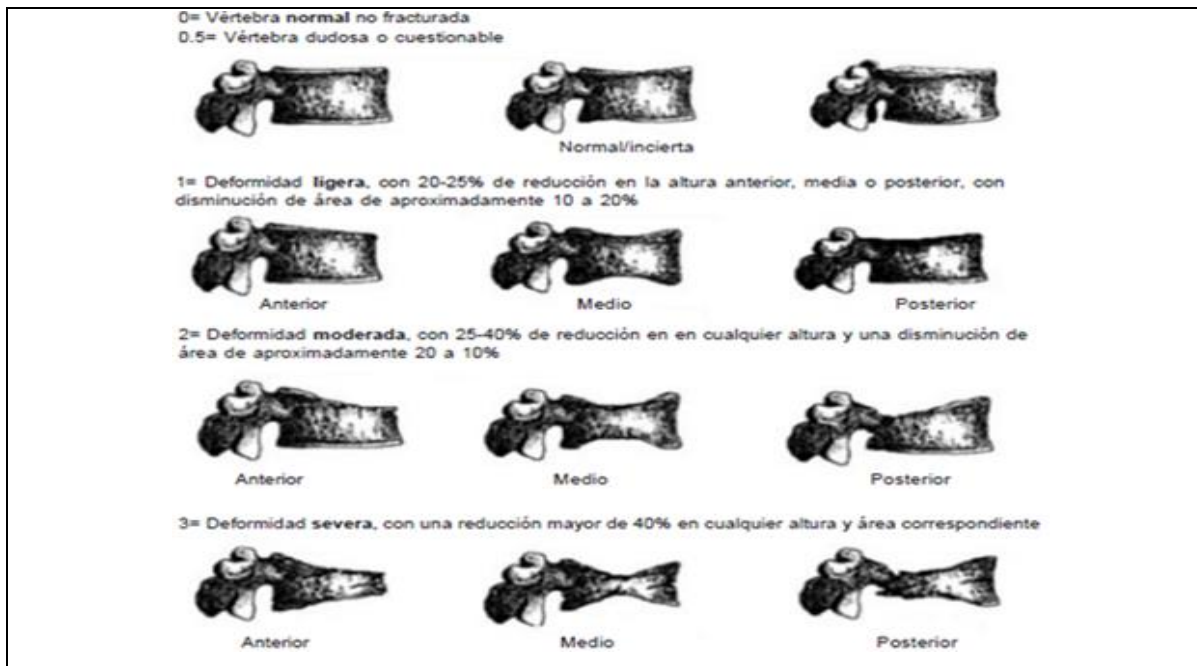 0= Vértebra normal no fracturada
0.5= Vértebra dudosa o cuestionable
Normal/incierta
1= Deformidad ligera, con 20-25% de reducción en la altura anterior, media o posterior, con
disminución de área de aproximadamente 10 a 20%
Anterior Medio Posterior
2= Deformidad moderada, con 25-40% de reducción en en cualquier altura y una disminución de
área de aproximadamente 20 a 10%
Anterior Medio Posterior
3= Deformidad severa, con una reducción mayor de 40% en cualquier altura y área correspondiente
Anterior Medio Posterior